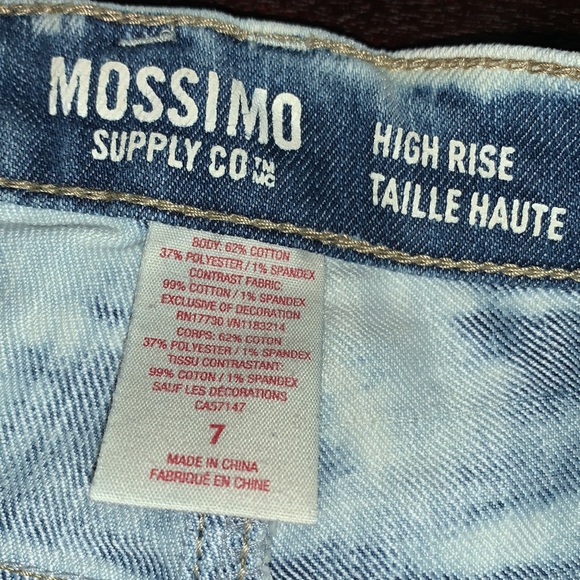 MOSSIMO
SUPPLY CO TM MC
HIGH RISE
TAILLE HAUTE
BODY: 62% COTTON
37% POLYESTER / 1% SPANDEX
CONTRAST FABRIC:
99% COTTON / 1% SPANDEX
EXCLUSIVE OF DECORATION
RN17730 VN1183214
CORPS: 62% COTON
37% POLYESTER / 1% SPANDEX
TISSU CONTRASTANT:
99% COTON / 1% SPANDEX
SAUF LES DÉCORATIONS
CA57147
7
MADE IN CHINA
FABRIQUÉ EN CHINE